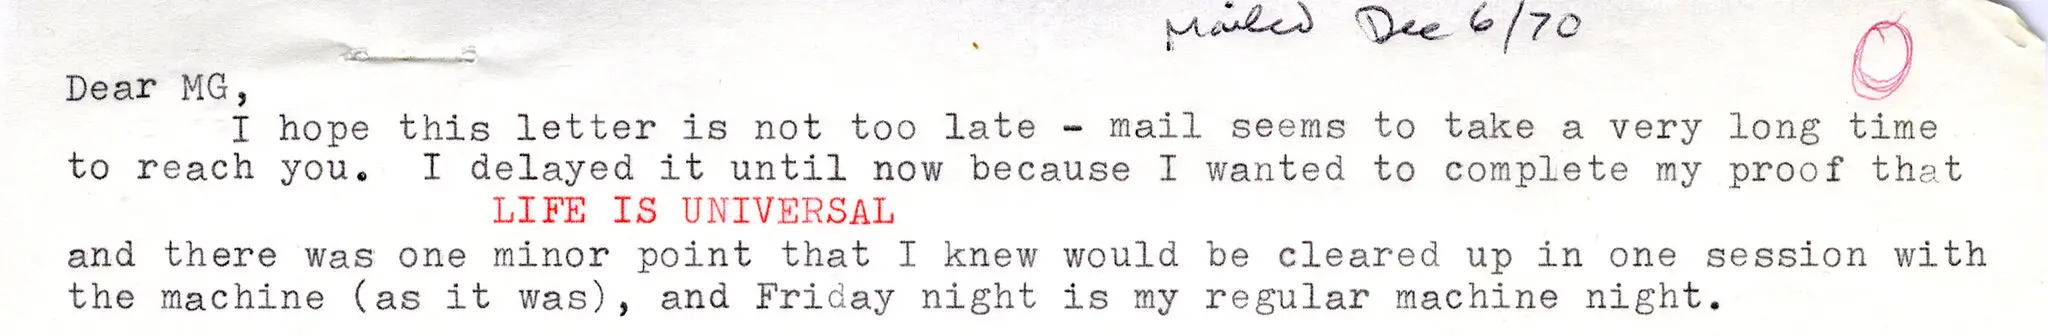 Mailed Dec 6/70
Dear MG,
I hope this letter is not too late - mail seems to take a very long time
to reach you.  I delayed it until now because I wanted to complete my proof that
LIFE IS UNIVERSAL
and there was one minor point that I knew would be cleared up in one session with
the machine (as it was), and Friday night is my regular machine night.